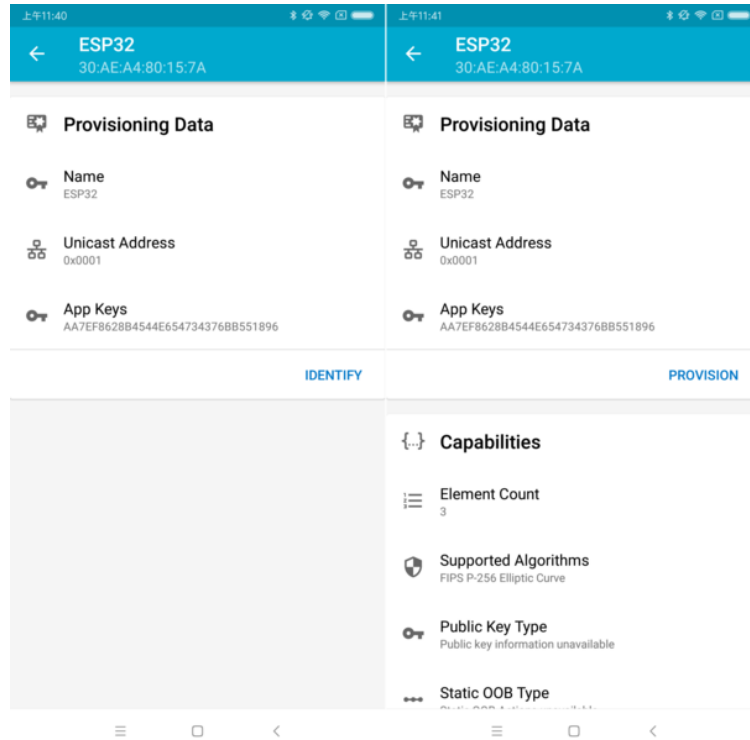 上午11:40
ESP32
30:AE:A4:80:15:7A
Provisioning Data
Name
ESP32
Unicast Address
0x0001
App Keys
AA7EF8628B4544E654734376BB551896
IDENTIFY
上午11:41
ESP32
30:AE:A4:80:15:7A
Provisioning Data
Name
ESP32
Unicast Address
0x0001
App Keys
AA7EF8628B4544E654734376BB551896
PROVISION
{...} Capabilities
Element Count
3
Supported Algorithms
FIPS P-256 Elliptic Curve
Public Key Type
Public key information unavailable
Static OOB Type